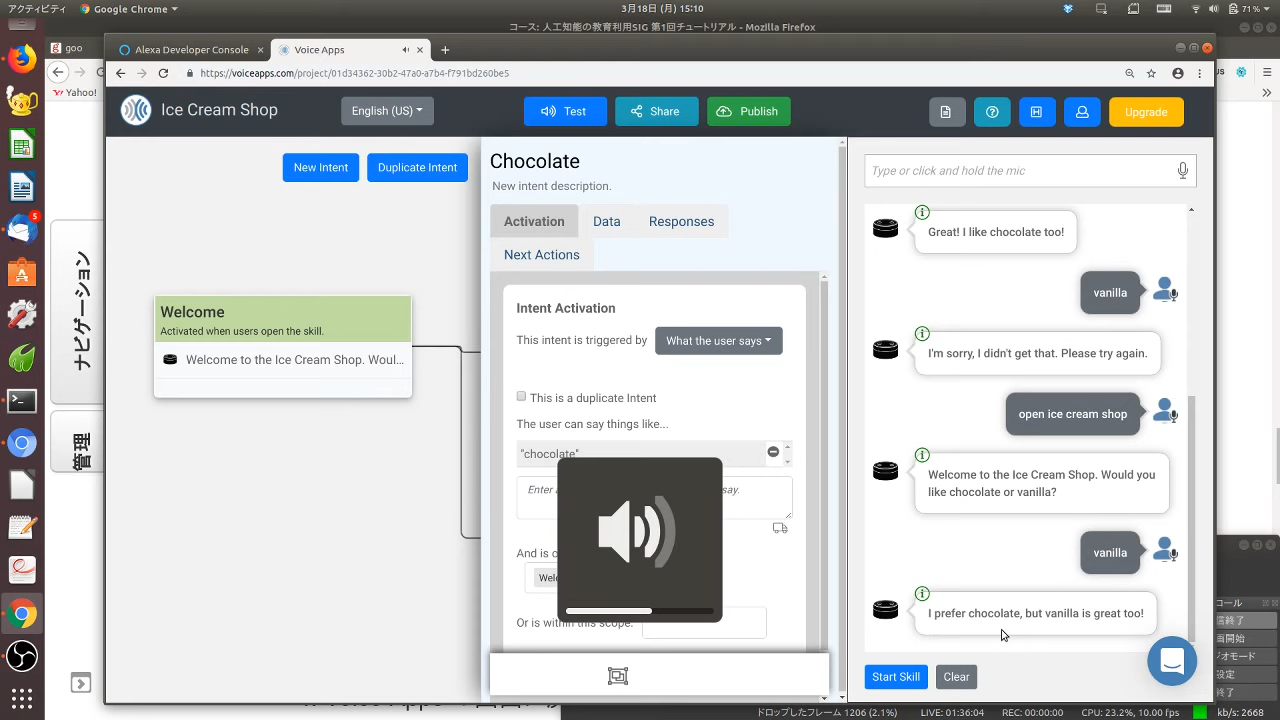 アクティビティ
Google Chrome
3月18日 (月) 15:10
71%
コース: 人工知能の教育利用SIG 第1回チュートリアル - Mozilla Firefox
goo
Alexa Developer Console
Voice Apps
https://voiceapps.com/project/01d34362-30b2-47a0-a7b4-f791bd260be5
Yahoo!
us
Ice Cream Shop
English (US)
Test
Share
Publish
Upgrade
New Intent
Duplicate Intent
Chocolate
New intent description.
Activation
Data
Responses
Next Actions
Type or click and hold the mic
5
ナビゲーション
管理
Welcome
Activated when users open the skill.
Welcome to the Ice Cream Shop. Woul...
Intent Activation
This intent is triggered by
What the user says
This is a duplicate Intent
The user can say things like...
"chocolate"
say.
Or is within this scope:
Great! I like chocolate too!
vanilla
I'm sorry, I didn't get that. Please try again.
open ice cream shop
Welcome to the Ice Cream Shop. Would you
like chocolate or vanilla?
vanilla
I prefer chocolate, but vanilla is great too!
Start Skill
Clear
ドロップしたフレーム 1206 (2.1%)
LIVE: 01:36:04
REC: 00:00:00
CPU: 23.2%, 10.00 fps
kb/s: 2668